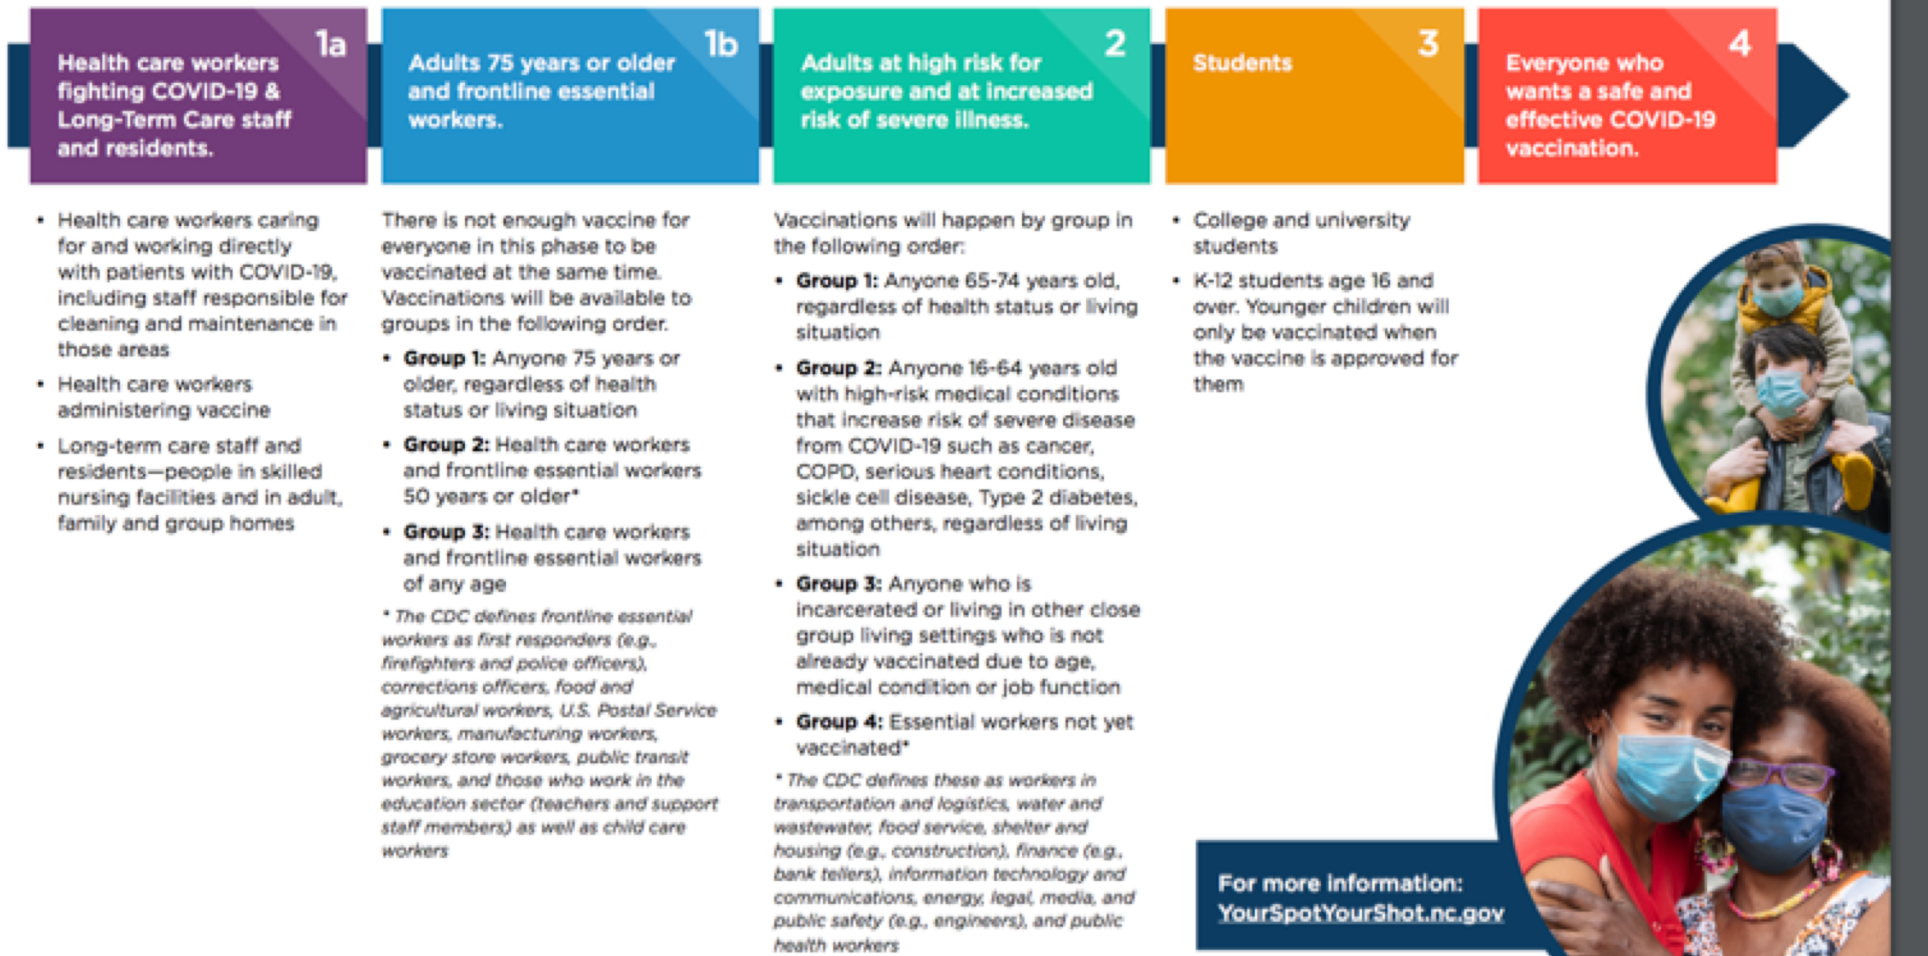 1a
Health care workers
fighting COVID-19 &
Long-Term Care staff
and residents.
• Health care workers caring
for and working directly
with patients with COVID-19,
including staff responsible for
cleaning and maintenance in
those areas
• Health care workers
administering vaccine
• Long-term care staff and
residents—people in skilled
nursing facilities and in adult,
family and group homes
1b
Adults 75 years or older
and frontline essential
workers.
There is not enough vaccine for
everyone in this phase to be
vaccinated at the same time.
Vaccinations will be available to
groups in the following order.
• Group 1: Anyone 75 years or
older, regardless of health
status or living situation
• Group 2: Health care workers
and frontline essential workers
50 years or older*
• Group 3: Health care workers
and frontline essential workers
of any age
* The CDC defines frontline essential
workers as first responders (e.g.,
firefighters and police officers),
corrections officers, food and
agricultural workers, U.S. Postal Service
workers, manufacturing workers,
grocery store workers, public transit
workers, and those who work in the
education sector (teachers and support
staff members) as well as child care
workers
2
Adults at high risk for
exposure and at increased
risk of severe illness.
Vaccinations will happen by group in
the following order:
• Group 1: Anyone 65-74 years old,
regardless of health status or living
situation
• Group 2: Anyone 16-64 years old
with high-risk medical conditions
that increase risk of severe disease
from COVID-19 such as cancer,
COPD, serious heart conditions,
sickle cell disease, Type 2 diabetes,
among others, regardless of living
situation
• Group 3: Anyone who is
incarcerated or living in other close
group living settings who is not
already vaccinated due to age,
medical condition or job function
• Group 4: Essential workers not yet
vaccinated*
* The CDC defines these as workers in
transportation and logistics, water and
wastewater, food service, shelter and
housing (e.g., construction), finance (e.g.,
bank tellers), information technology and
communications, energy, legal, media, and
public safety (e.g., engineers), and public
health workers
3
Students
• College and university
students
• K-12 students age 16 and
over. Younger children will
only be vaccinated when
the vaccine is approved for
them
4
Everyone who
wants a safe and
effective COVID-19
vaccination.
For more information:
YourSpotYourShot.nc.gov